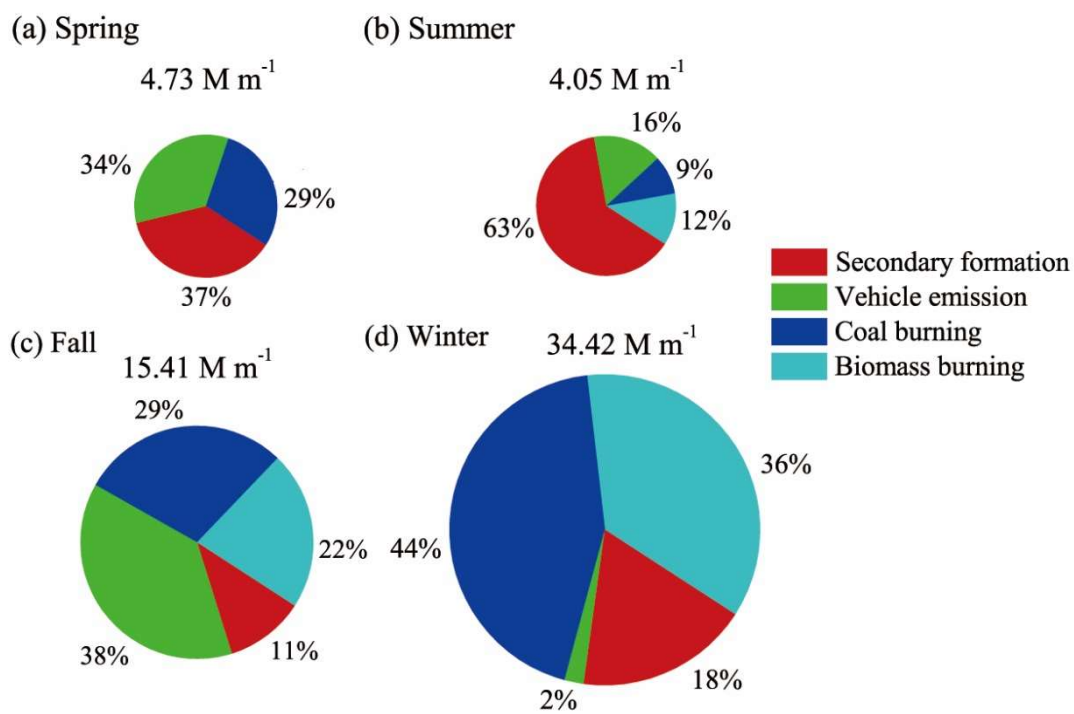 (a) Spring
4.73 M m⁻¹
34%
29%
37%
(b) Summer
4.05 M m⁻¹
16%
9%
12%
63%
Secondary formation
Vehicle emission
Coal burning
Biomass burning
(c) Fall
15.41 M m⁻¹
29%
22%
38%
11%
(d) Winter
34.42 M m⁻¹
36%
44%
18%
2%